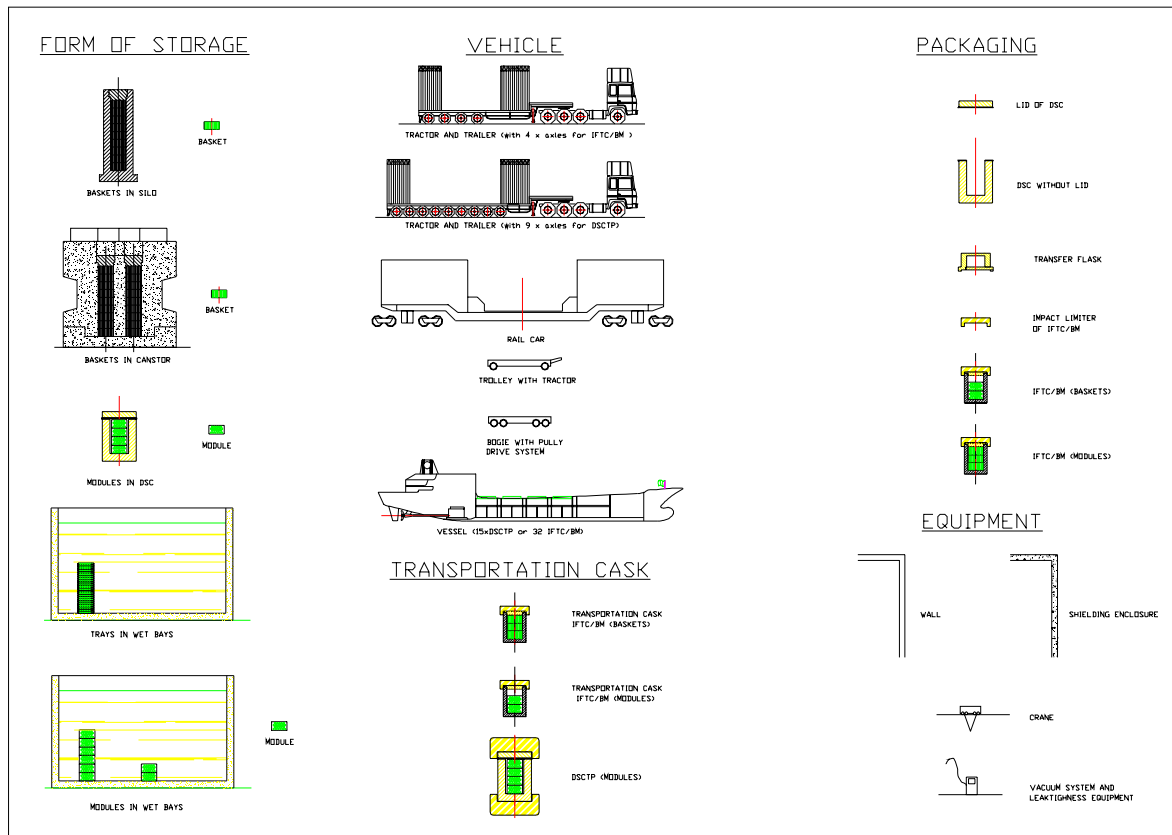 FORM OF STORAGE
BASKET
BASKETS IN SILO
BASKET
BASKETS IN CANSTOR
MODULE
MODULES IN DSC
TRAYS IN WET BAYS
MODULE
MODULES IN WET BAYS
VEHICLE
TRACTOR AND TRAILER (with 4 x axles for IFTC/BM )
TRACTOR AND TRAILER (with 9 x axles for DSCTP)
RAIL CAR
TROLLEY WITH TRACTOR
BOGIE WITH PULLY
DRIVE SYSTEM
VESSEL (15xDSCTP or 32 IFTC/BM)
TRANSPORTATION CASK
TRANSPORTATION CASK
IFTC/BM (BASKETS)
TRANSPORTATION CASK
IFTC/BM (MODULES)
DSCTP (MODULES)
PACKAGING
LID OF DSC
DSC WITHOUT LID
TRANSFER FLASK
IMPACT LIMITER
OF IFTC/BM
IFTC/BM (BASKETS)
IFTC/BM (MODULES)
EQUIPMENT
WALL
SHIELDING ENCLOSURE
CRANE
VACUUM SYSTEM AND
LEAKTIGHNESS EQUIPMENT